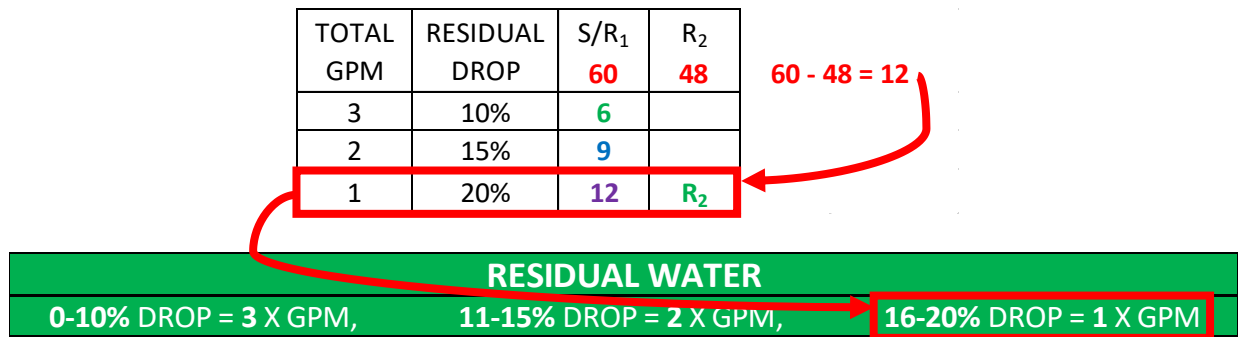 TOTAL GPM RESIDUAL DROP S/R₁ 60 R₂ 48
60 - 48 = 12
3 10% 6
2 15% 9
1 20% 12 R₂
RESIDUAL WATER
0-10% DROP = 3 X GPM, 11-15% DROP = 2 X GPM, 16-20% DROP = 1 X GPM